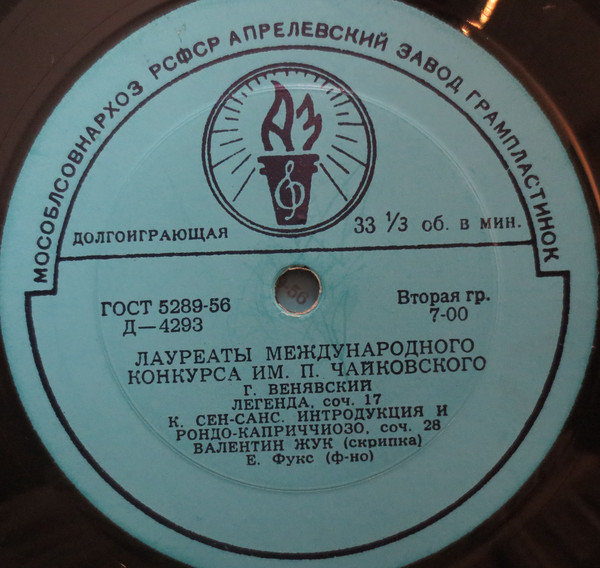 МОСОБЛСОВНАРХОЗ РСФСР АПРЕЛЕВСКИЙ ЗАВОД ГРАМПЛАСТИНОК
АЗ
ДОЛГОИГРАЮЩАЯ
33 1/3 об. в мин.
ГОСТ 5289-56
Д—4293
Вторая гр.
7-00
ЛАУРЕАТЫ МЕЖДУНАРОДНОГО
КОНКУРСА ИМ. П. ЧАЙКОВСКОГО
Г. ВЕНЯВСКИЙ
ЛЕГЕНДА, соч. 17
К. СЕН-САНС. ИНТРОДУКЦИЯ И
РОНДО-КАПРИЧЧИОЗО, соч. 28
ВАЛЕНТИН ЖУК (скрипка)
Е. Фукс (ф-но)